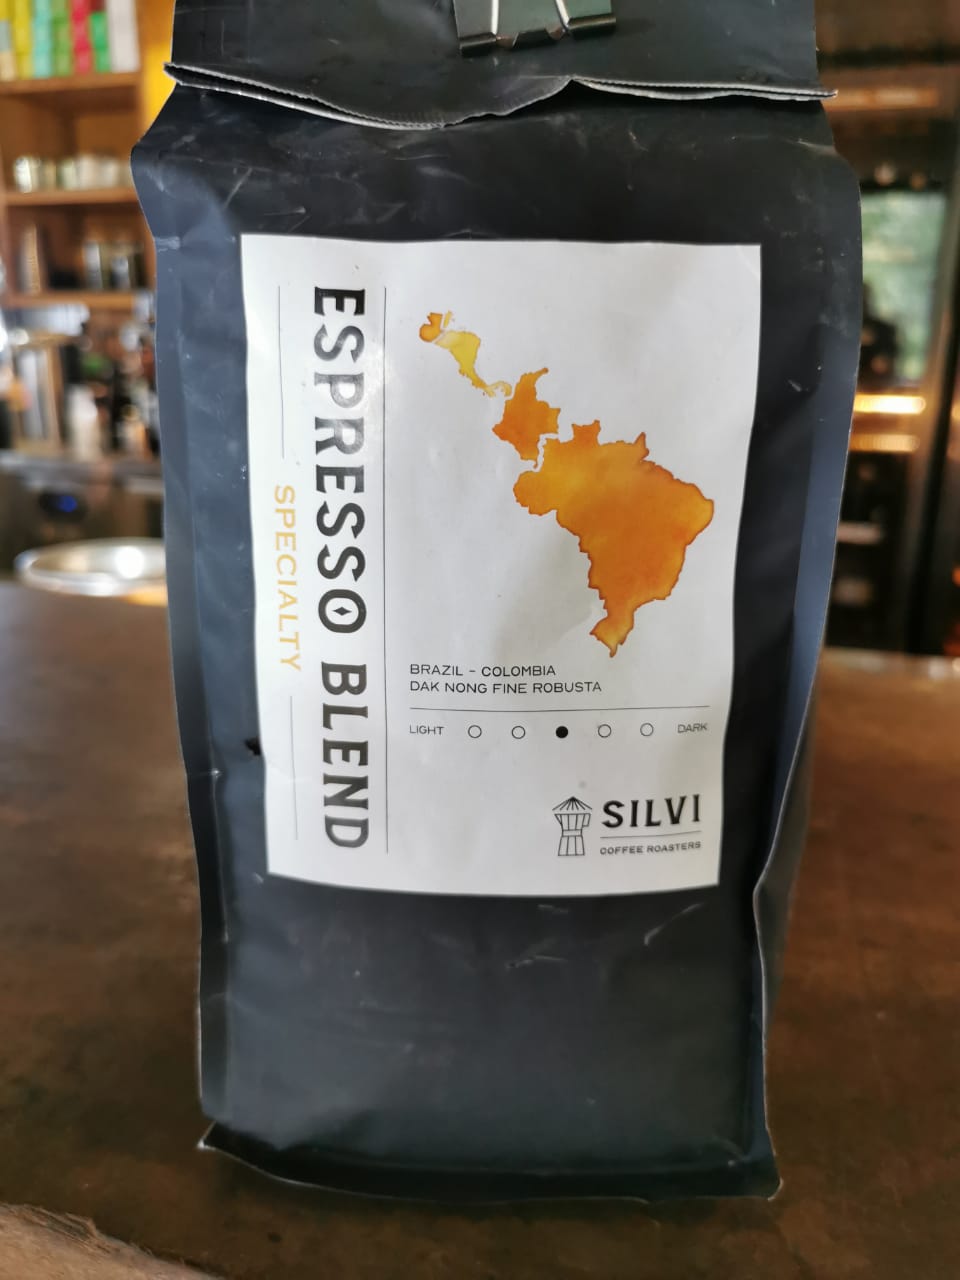 ESPRESSO BLEND
SPECIALTY
BRAZIL - COLOMBIA
DAK NONG FINE ROBUSTA
LIGHT
DARK
SILVI
COFFEE ROASTERS